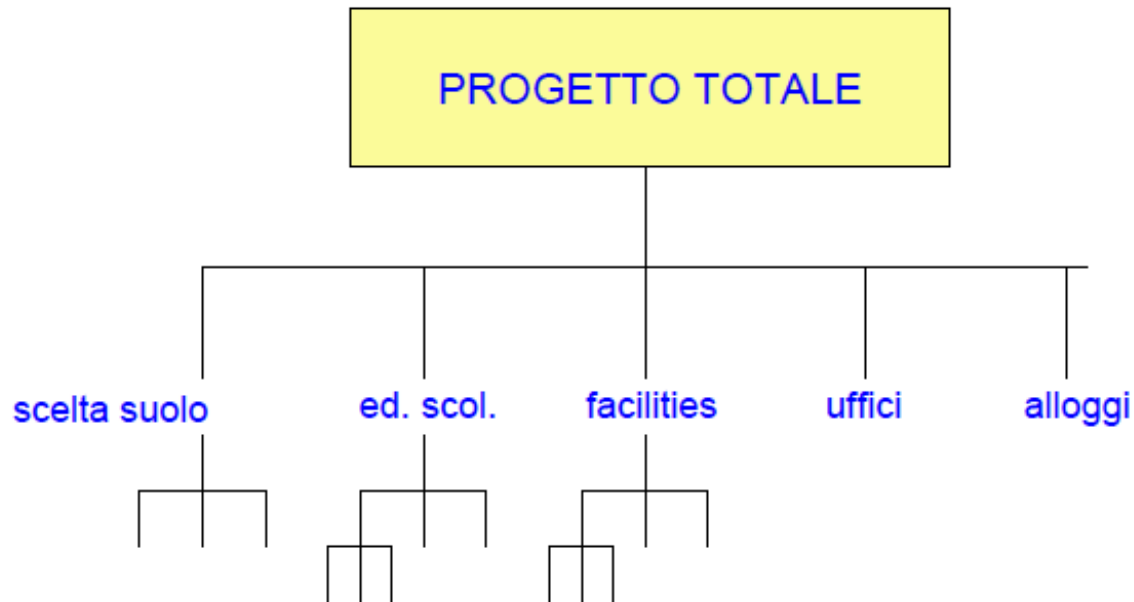 PROGETTO TOTALE
scelta suolo
ed. scol.
facilities
uffici
alloggi